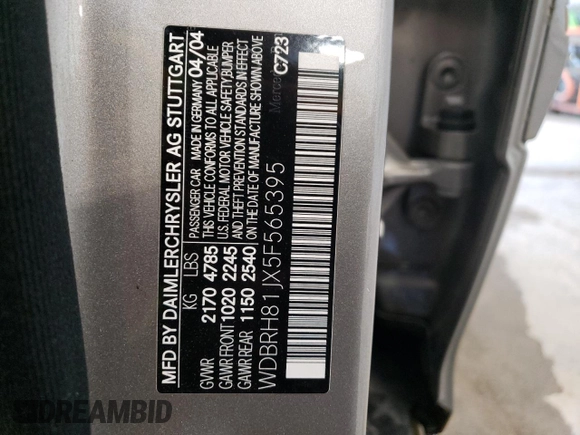 MFD BY DAIMLERCHRYSLER AG STUTTGART
KG LBS PASSENGER CAR MADE IN GERMANY 04/04
GVWR 2170 4785 THIS VEHICLE CONFORMS TO ALL APPLICABLE
GAWR FRONT 1020 2245 U.S. FEDERAL MOTOR VEHICLE SAFETY, BUMPER
GAWR REAR 1150 2540 AND THEFT PREVENTION STANDARDS IN EFFECT
ON THE DATE OF MANUFACTURE SHOWN ABOVE
WDBRH81JX5F565395 C723
DREAMBID